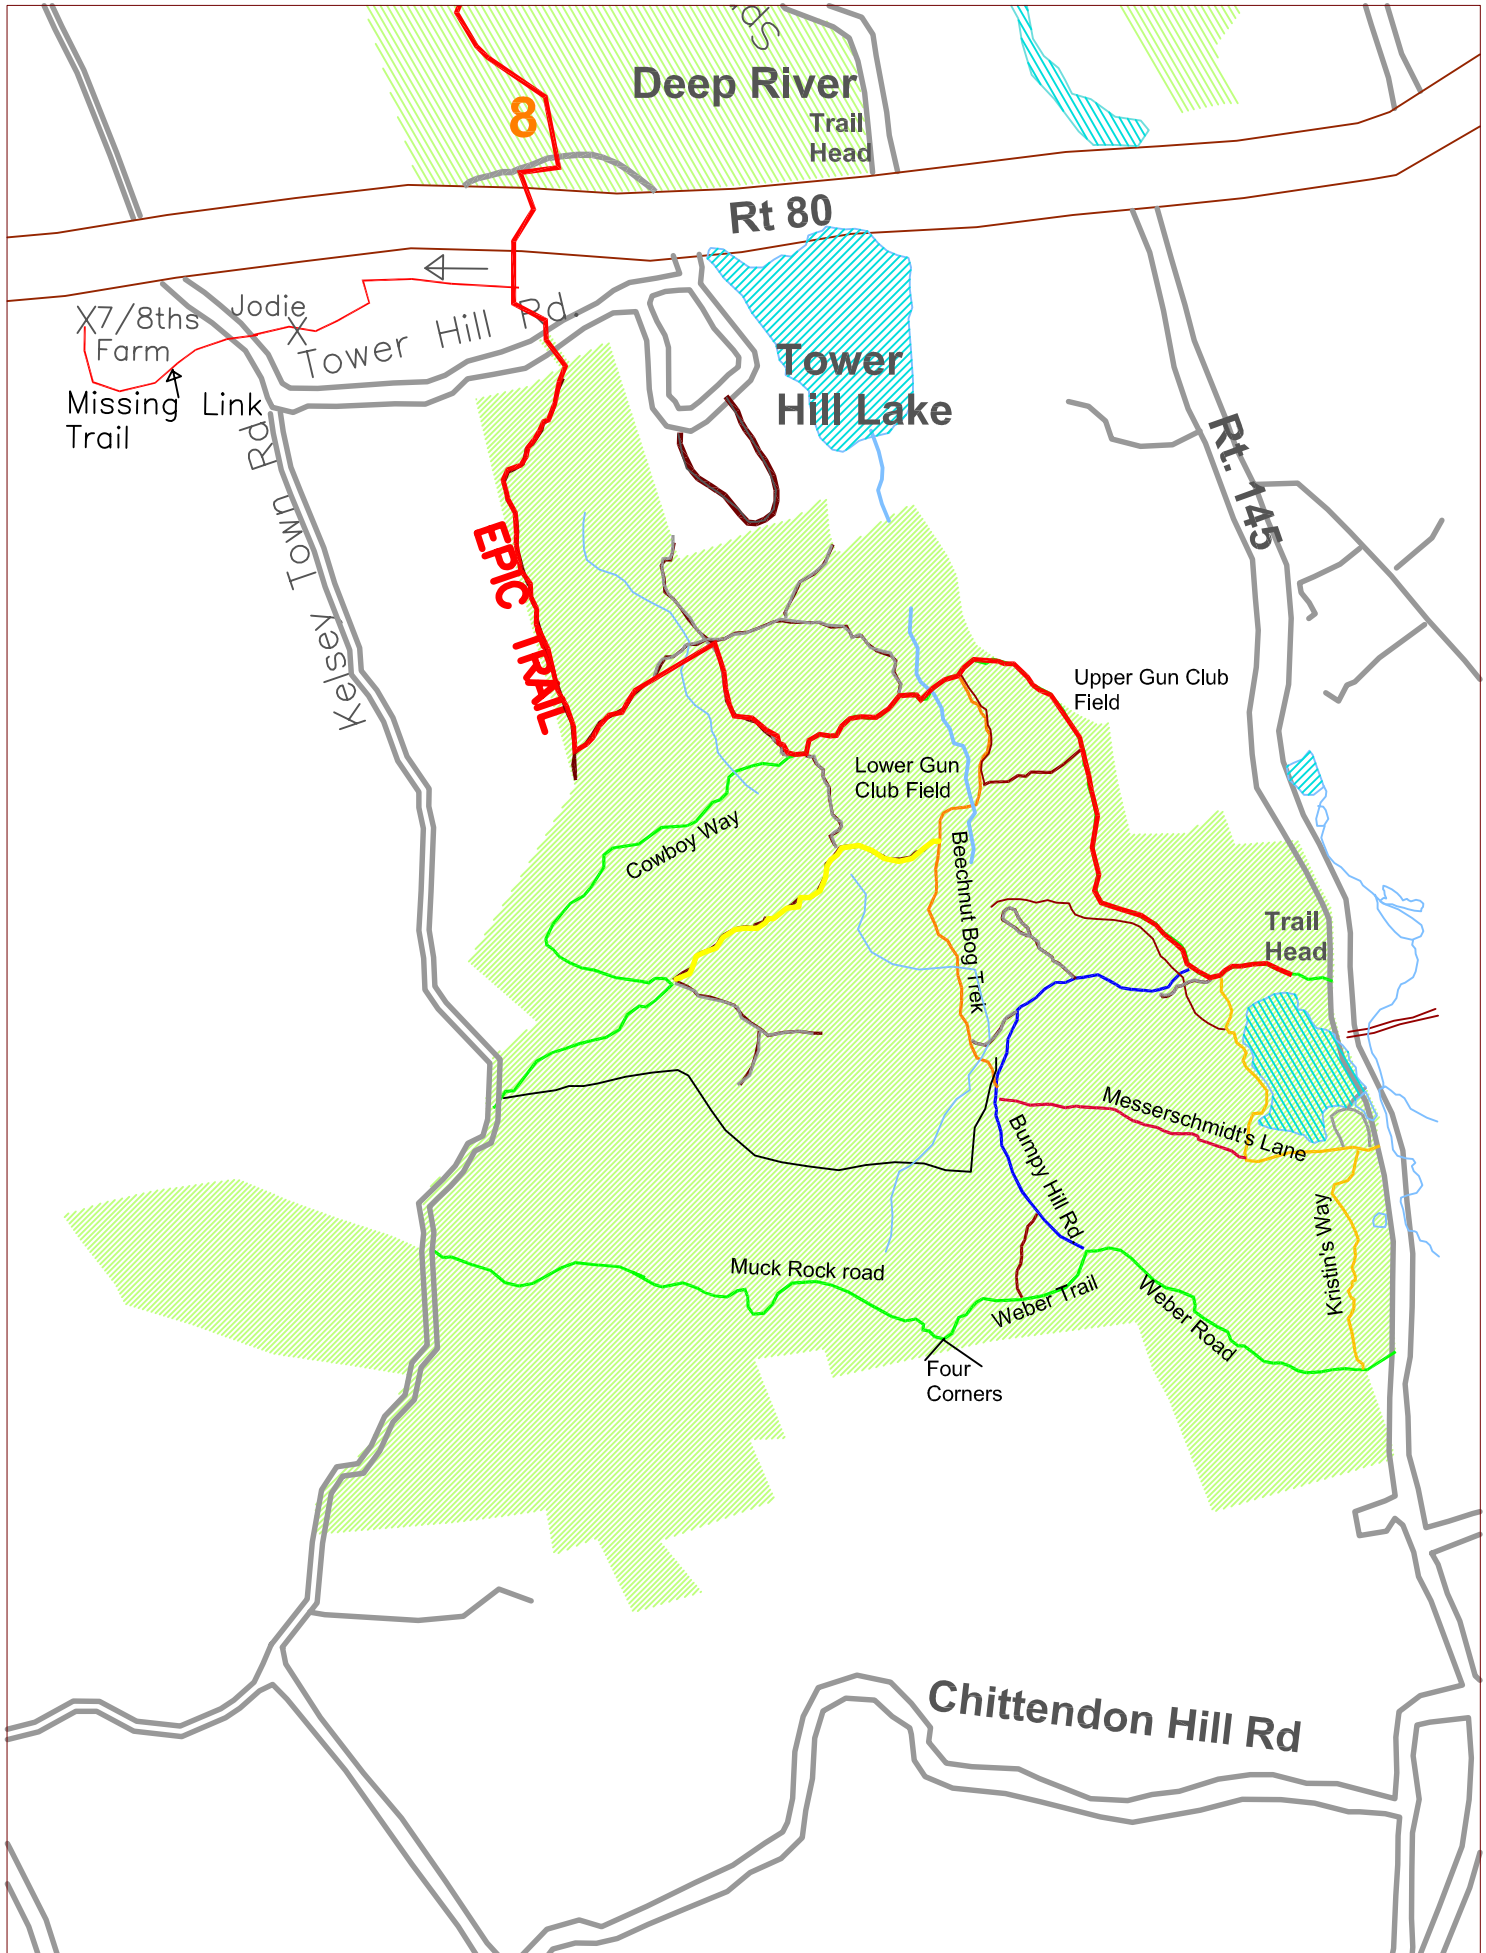 Deep River
8
Trail
Head
Rt 80
Jodie
X7/8ths
Farm
X
Tower Hill Rd.
Missing Link
Trail
Tower
Hill Lake
Kelsey Town Rd
Rt. 145
EPIC TRAIL
Upper Gun Club
Field
Lower Gun
Club Field
Cowboy Way
Beechnut Bog Trek
Trail
Head
Messerschmidt's Lane
Bumpy Hill Rd
Kristin's Way
Muck Rock road
Weber Trail
Weber Road
Four
Corners
Chittendon Hill Rd